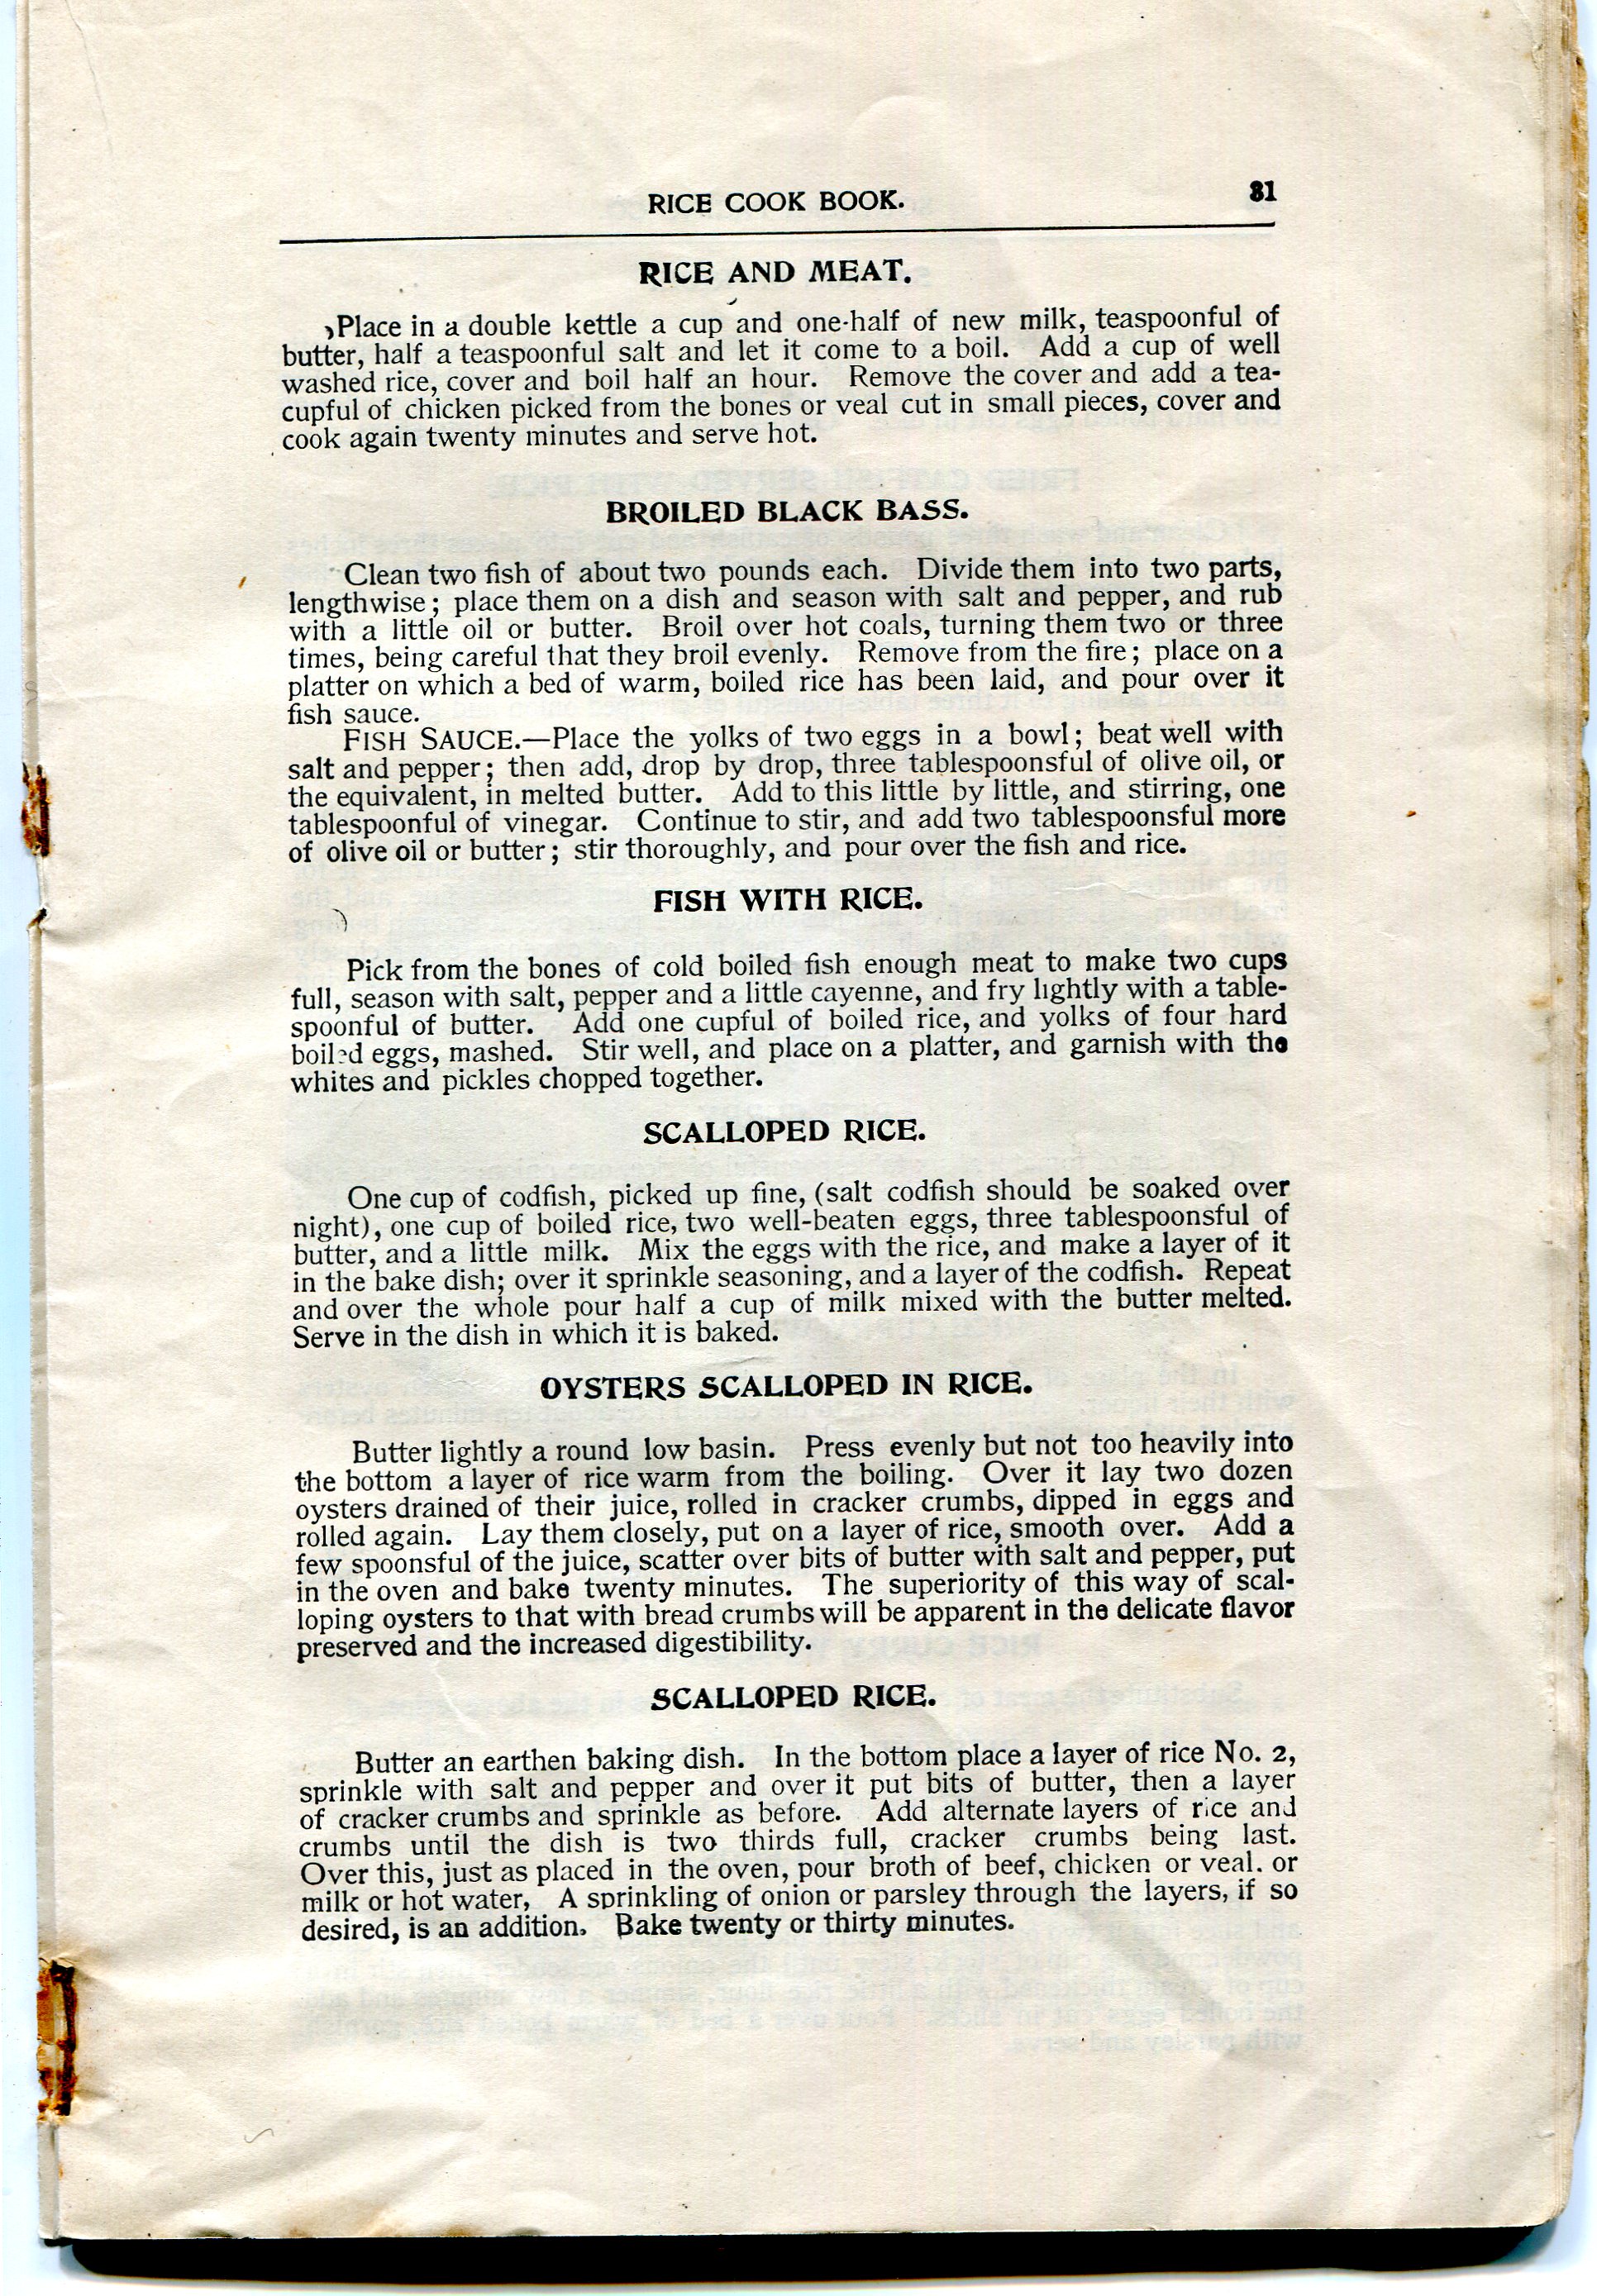 RICE COOK BOOK. 31
RICE AND MEAT.
Place in a double kettle a cup and one-half of new milk, teaspoonful of
butter, half a teaspoonful salt and let it come to a boil. Add a cup of well
washed rice, cover and boil half an hour. Remove the cover and add a tea-
cupful of chicken picked from the bones or veal cut in small pieces, cover and
cook again twenty minutes and serve hot.
BROILED BLACK BASS.
Clean two fish of about two pounds each. Divide them into two parts,
lengthwise; place them on a dish and season with salt and pepper, and rub
with a little oil or butter. Broil over hot coals, turning them two or three
times, being careful that they broil evenly. Remove from the fire; place on a
platter on which a bed of warm, boiled rice has been laid, and pour over it
fish sauce.
FISH SAUCE.—Place the yolks of two eggs in a bowl; beat well with
salt and pepper; then add, drop by drop, three tablespoonsful of olive oil, or
the equivalent, in melted butter. Add to this little by little, and stirring, one
tablespoonful of vinegar. Continue to stir, and add two tablespoonsful more
of olive oil or butter; stir thoroughly, and pour over the fish and rice.
FISH WITH RICE.
Pick from the bones of cold boiled fish enough meat to make two cups
full, season with salt, pepper and a little cayenne, and fry lightly with a table-
spoonful of butter. Add one cupful of boiled rice, and yolks of four hard
boiled eggs, mashed. Stir well, and place on a platter, and garnish with the
whites and pickles chopped together.
SCALLOPED RICE.
One cup of codfish, picked up fine, (salt codfish should be soaked over
night), one cup of boiled rice, two well-beaten eggs, three tablespoonsful of
butter, and a little milk. Mix the eggs with the rice, and make a layer of it
in the bake dish; over it sprinkle seasoning, and a layer of the codfish. Repeat
and over the whole pour half a cup of milk mixed with the butter melted.
Serve in the dish in which it is baked.
OYSTERS SCALLOPED IN RICE.
Butter lightly a round low basin. Press evenly but not too heavily into
the bottom a layer of rice warm from the boiling. Over it lay two dozen
oysters drained of their juice, rolled in cracker crumbs, dipped in eggs and
rolled again. Lay them closely, put on a layer of rice, smooth over. Add a
few spoonsful of the juice, scatter over bits of butter with salt and pepper, put
in the oven and bake twenty minutes. The superiority of this way of scal-
loping oysters to that with bread crumbs will be apparent in the delicate flavor
preserved and the increased digestibility.
SCALLOPED RICE.
Butter an earthen baking dish. In the bottom place a layer of rice No. 2,
sprinkle with salt and pepper and over it put bits of butter, then a layer
of cracker crumbs and sprinkle as before. Add alternate layers of rice and
crumbs until the dish is two thirds full, cracker crumbs being last.
Over this, just as placed in the oven, pour broth of beef, chicken or veal. or
milk or hot water, A sprinkling of onion or parsley through the layers, if so
desired, is an addition. Bake twenty or thirty minutes.